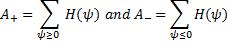 A₊ = ∑_{ψ≥0} H(ψ) and A₋ = ∑_{ψ≤0} H(ψ)